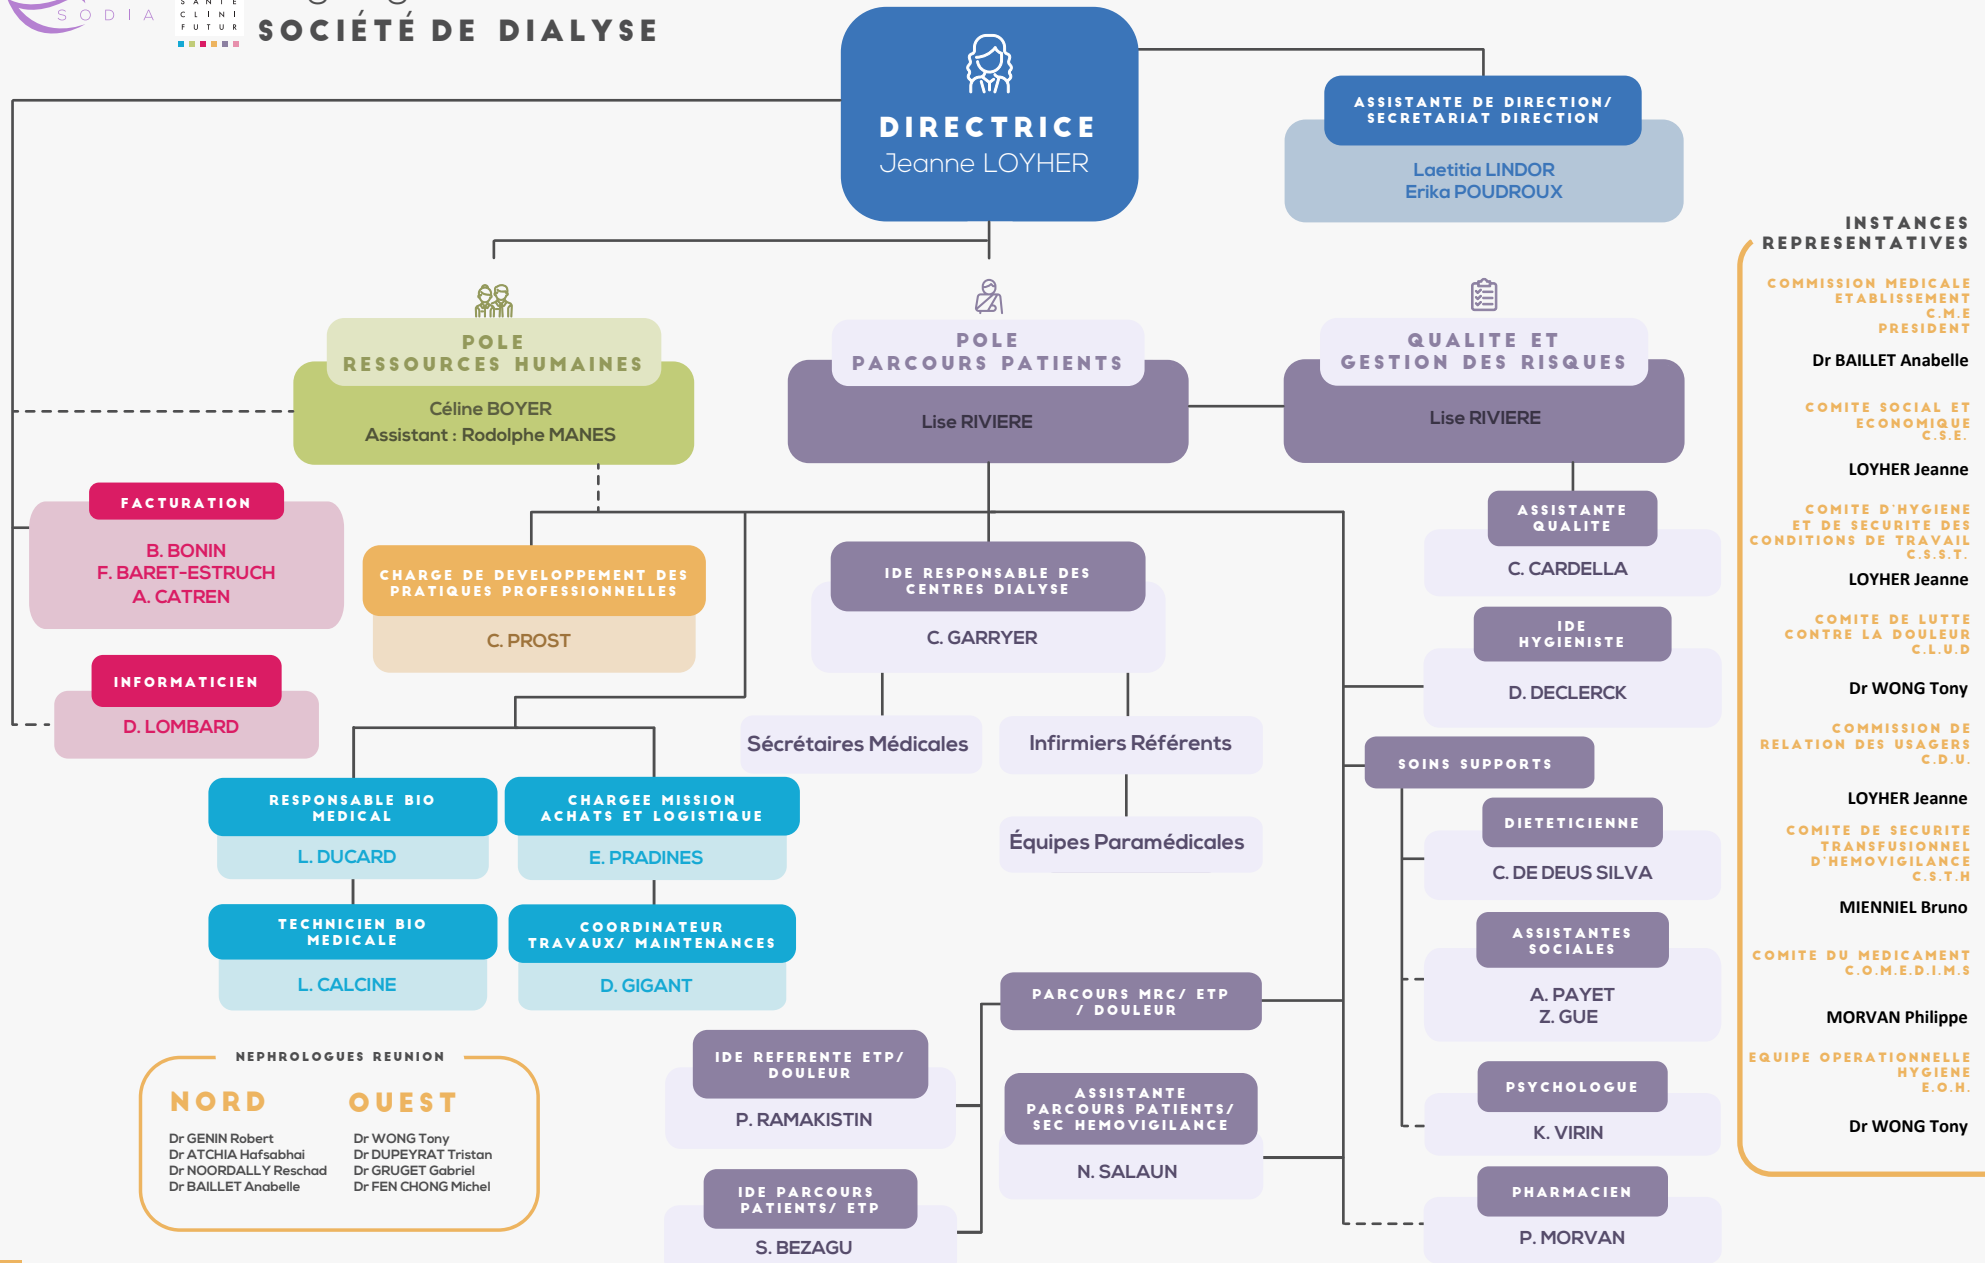 SODIA
SANTE
CLINI
FUTUR
SOCIÉTÉ DE DIALYSE
DIRECTRICE
Jeanne LOYHER
ASSISTANTE DE DIRECTION/
SECRETARIAT DIRECTION
Laetitia LINDOR
Erika POUDROUX
POLE
RESSOURCES HUMAINES
Céline BOYER
Assistant : Rodolphe MANES
POLE
PARCOURS PATIENTS
Lise RIVIERE
QUALITE ET
GESTION DES RISQUES
Lise RIVIERE
FACTURATION
B. BONIN
F. BARET-ESTRUCH
A. CATREN
INFORMATICIEN
D. LOMBARD
CHARGE DE DEVELOPPEMENT DES
PRATIQUES PROFESSIONNELLES
C. PROST
IDE RESPONSABLE DES
CENTRES DIALYSE
C. GARRYER
Sécrétaires Médicales
Infirmiers Référents
Équipes Paramédicales
RESPONSABLE BIO
MEDICAL
L. DUCARD
CHARGEE MISSION
ACHATS ET LOGISTIQUE
E. PRADINES
TECHNICIEN BIO
MEDICALE
L. CALCINE
COORDINATEUR
TRAVAUX/ MAINTENANCES
D. GIGANT
ASSISTANTE
QUALITE
C. CARDELLA
IDE
HYGIENISTE
D. DECLERCK
SOINS SUPPORTS
DIETETICIENNE
C. DE DEUS SILVA
ASSISTANTES
SOCIALES
A. PAYET
Z. GUE
PSYCHOLOGUE
K. VIRIN
PHARMACIEN
P. MORVAN
PARCOURS MRC/ ETP
/ DOULEUR
IDE REFERENTE ETP/
DOULEUR
P. RAMAKISTIN
ASSISTANTE
PARCOURS PATIENTS/
SEC HEMOVIGILANCE
N. SALAUN
IDE PARCOURS
PATIENTS/ ETP
S. BEZAGU
NEPHROLOGUES REUNION
NORD
Dr GENIN Robert
Dr ATCHIA Hafsabhai
Dr NOORDALLY Reschad
Dr BAILLET Anabelle
OUEST
Dr WONG Tony
Dr DUPEYRAT Tristan
Dr GRUGET Gabriel
Dr FEN CHONG Michel
INSTANCES
REPRESENTATIVES
COMMISSION MEDICALE
ETABLISSEMENT
C.M.E
PRESIDENT
Dr BAILLET Anabelle
COMITE SOCIAL ET
ECONOMIQUE
C.S.E.
LOYHER Jeanne
COMITE D'HYGIENE
ET DE SECURITE DES
CONDITIONS DE TRAVAIL
C.S.S.T.
LOYHER Jeanne
COMITE DE LUTTE
CONTRE LA DOULEUR
C.L.U.D
Dr WONG Tony
COMMISSION DE
RELATION DES USAGERS
C.D.U.
LOYHER Jeanne
COMITE DE SECURITE
TRANSFUSIONNEL
D'HEMOVIGILANCE
C.S.T.H
MIENNIEL Bruno
COMITE DU MEDICAMENT
C.O.M.E.D.I.M.S
MORVAN Philippe
EQUIPE OPERATIONNELLE
HYGIENE
E.O.H.
Dr WONG Tony